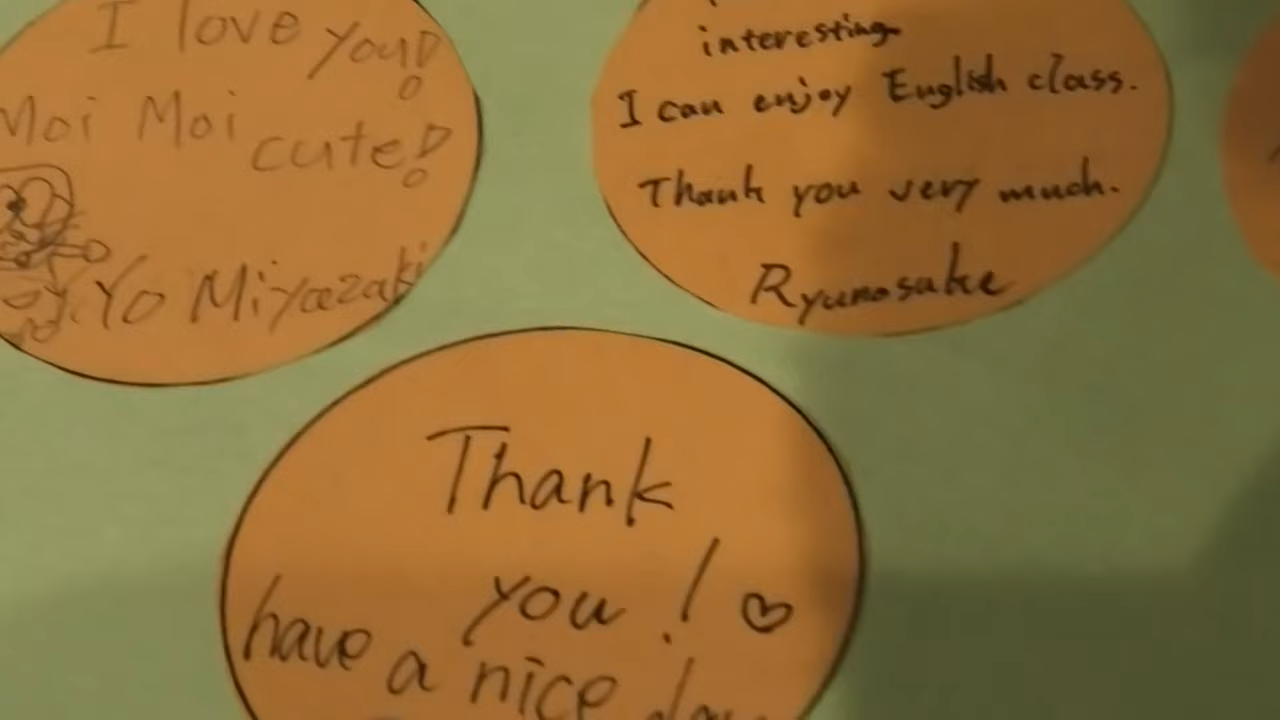 I love you!
Moi Moi
cute!
Yo Miyazaki
interesting.
I can enjoy English class.
Thank you very much.
Ryunosuke
Thank
you!♡
have a nice day